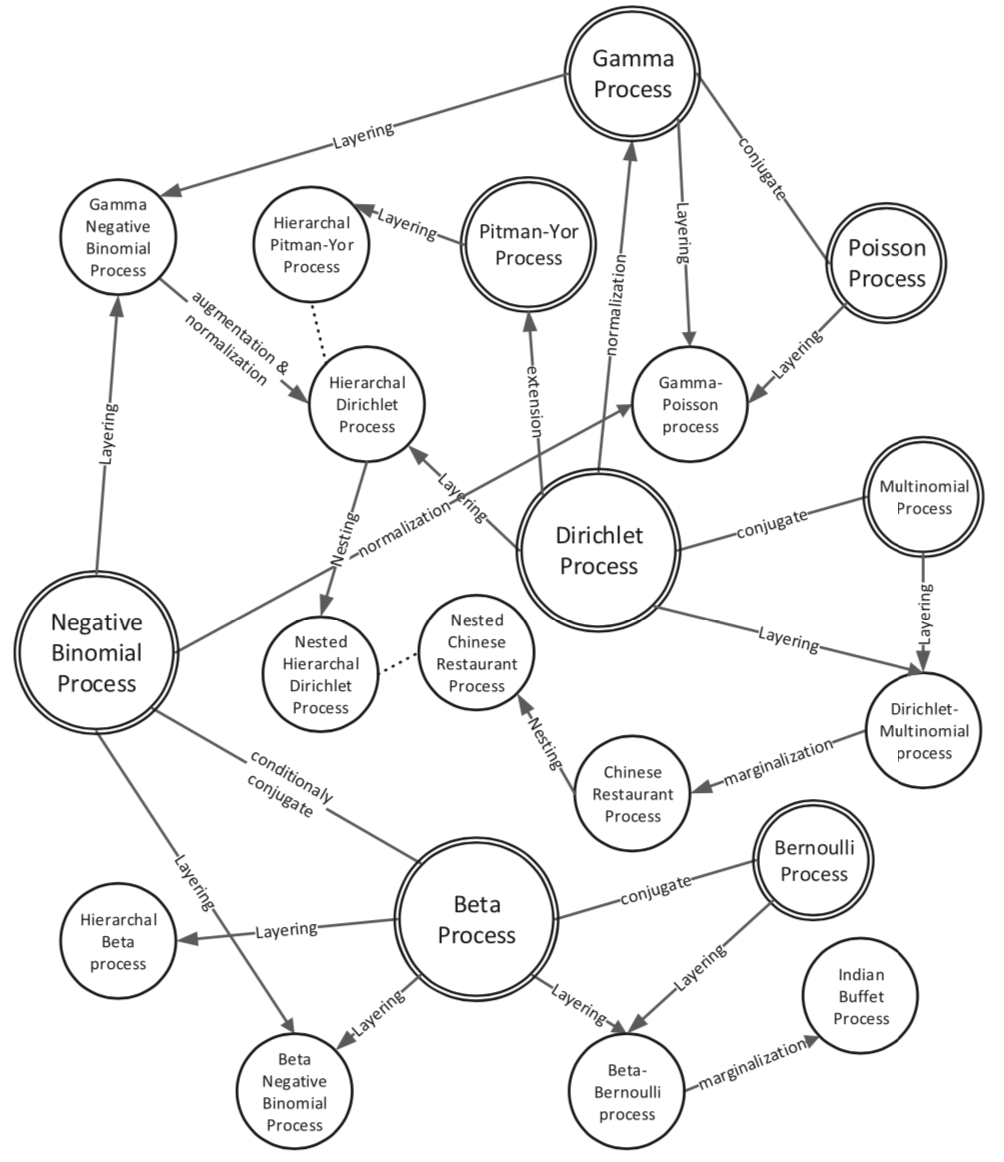 Gamma
Process
Layering
conjugate
Gamma
Negative
Binomial
Process
Hierarchal
Pitman-Yor
Process
Layering
Pitman-Yor
Process
Layering
Poisson
Process
normalization
augmentation &
normalization
Layering
Hierarchal
Dirichlet
Process
extension
Gamma-
Poisson
process
Layering
Layering
Multinomial
Process
Nesting
normalization
Dirichlet
Process
conjugate
Layering
Negative
Binomial
Process
Nested
Hierarchal
Dirichlet
Process
Nested
Chinese
Restaurant
Process
Layering
Dirichlet-
Multinomial
process
Nesting
Chinese
Restaurant
Process
marginalization
conditionaly
conjugate
Bernoulli
Process
Layering
Hierarchal
Beta
process
Layering
Beta
Process
conjugate
Layering
Indian
Buffet
Process
Layering
Layering
Beta
Negative
Binomial
Process
Beta-
Bernoulli
process
marginalization